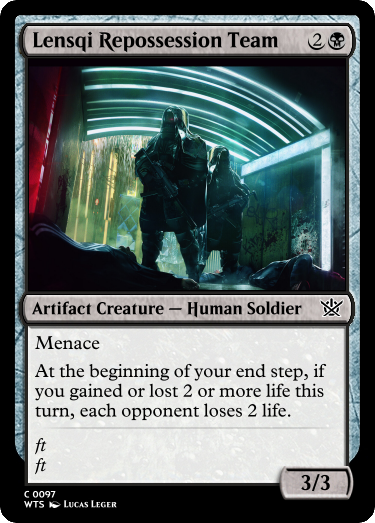 Lensqi Repossession Team 2
Artifact Creature — Human Soldier
Menace
At the beginning of your end step, if
you gained or lost 2 or more life this
turn, each opponent loses 2 life.
ft
ft
3/3
C 0097
WTS Lucas Leger